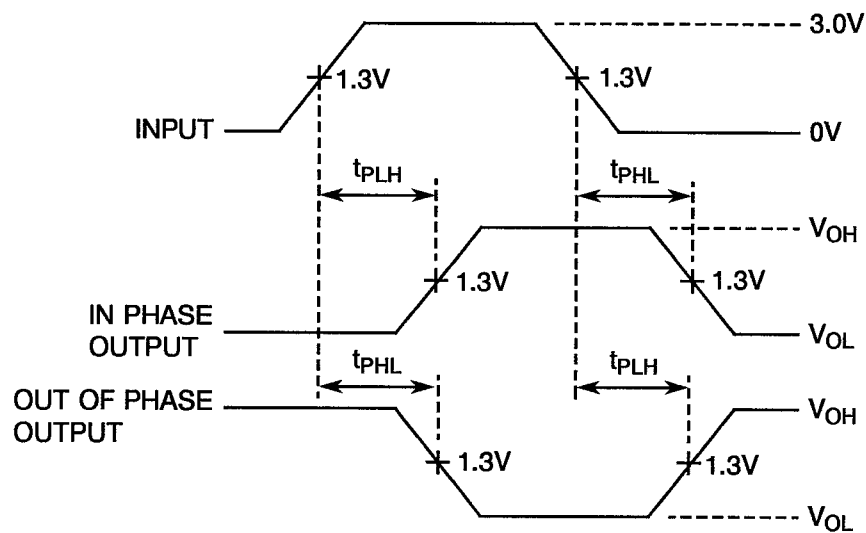 3.0V
1.3V
1.3V
INPUT
0V
tPLH
tPHL
VOH
1.3V
1.3V
IN PHASE
OUTPUT
VOL
tPHL
tPLH
OUT OF PHASE
OUTPUT
VOH
1.3V
1.3V
VOL